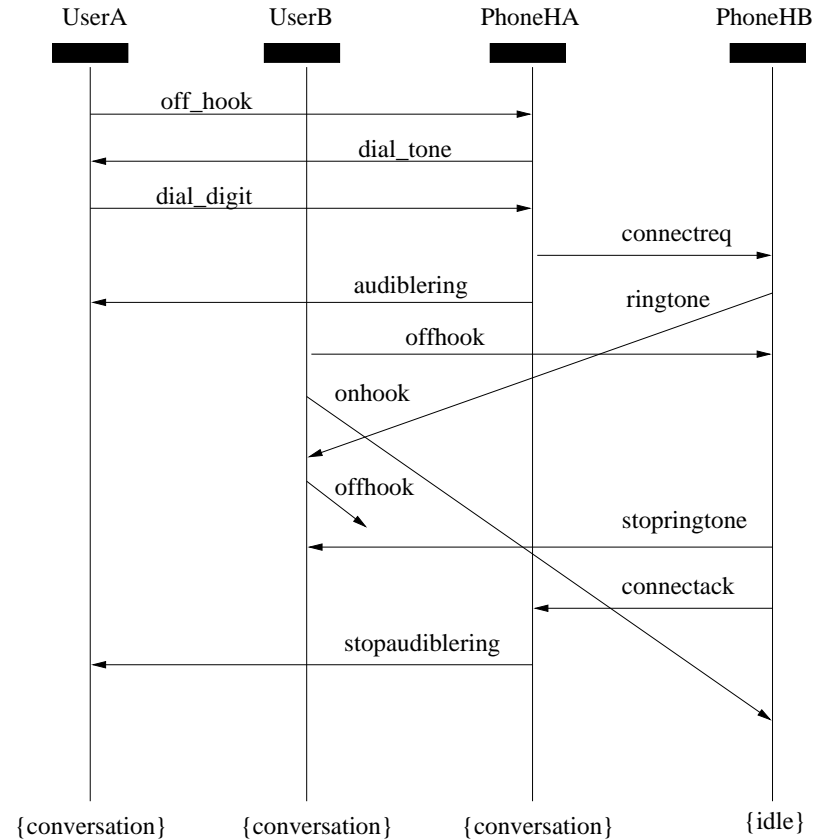 UserA UserB PhoneHA PhoneHB
off_hook
dial_tone
dial_digit
connectreq
audiblering
ringtone
offhook
onhook
offhook
stopringtone
connectack
stopaudiblering
{conversation} {conversation} {conversation} {idle}